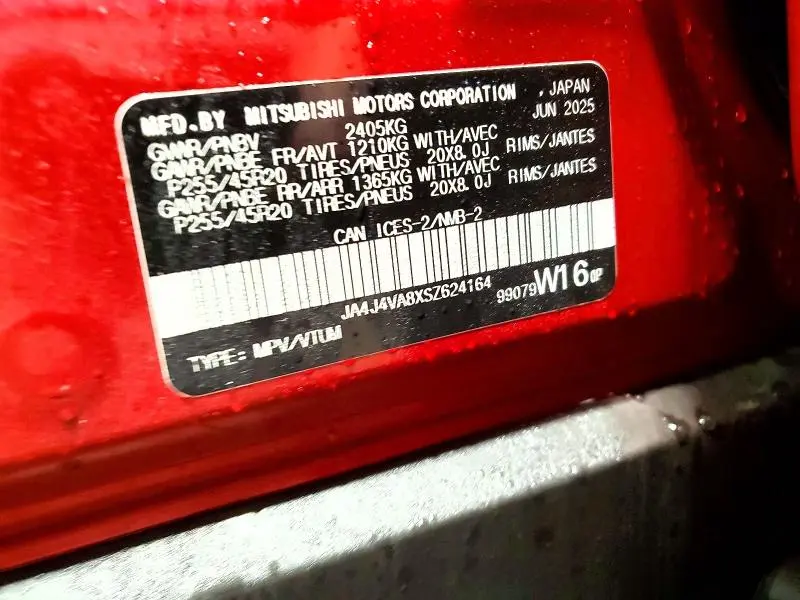 MFD.BY MITSUBISHI MOTORS CORPORATION , JAPAN
GVWR/PNBV 2405KG JUN 2025
GAWR/PNBE FR/AVT 1210KG WITH/AVEC
P255/45R20 TIRES/PNEUS 20X8.0J RIMS/JANTES
GAWR/PNBE RR/ARR 1365KG WITH/AVEC
P255/45R20 TIRES/PNEUS 20X8.0J RIMS/JANTES
CAN ICES-2/NMB-2
JA4J4VA8XSZ624164
99079W16OP
TYPE: MPV/VTUM